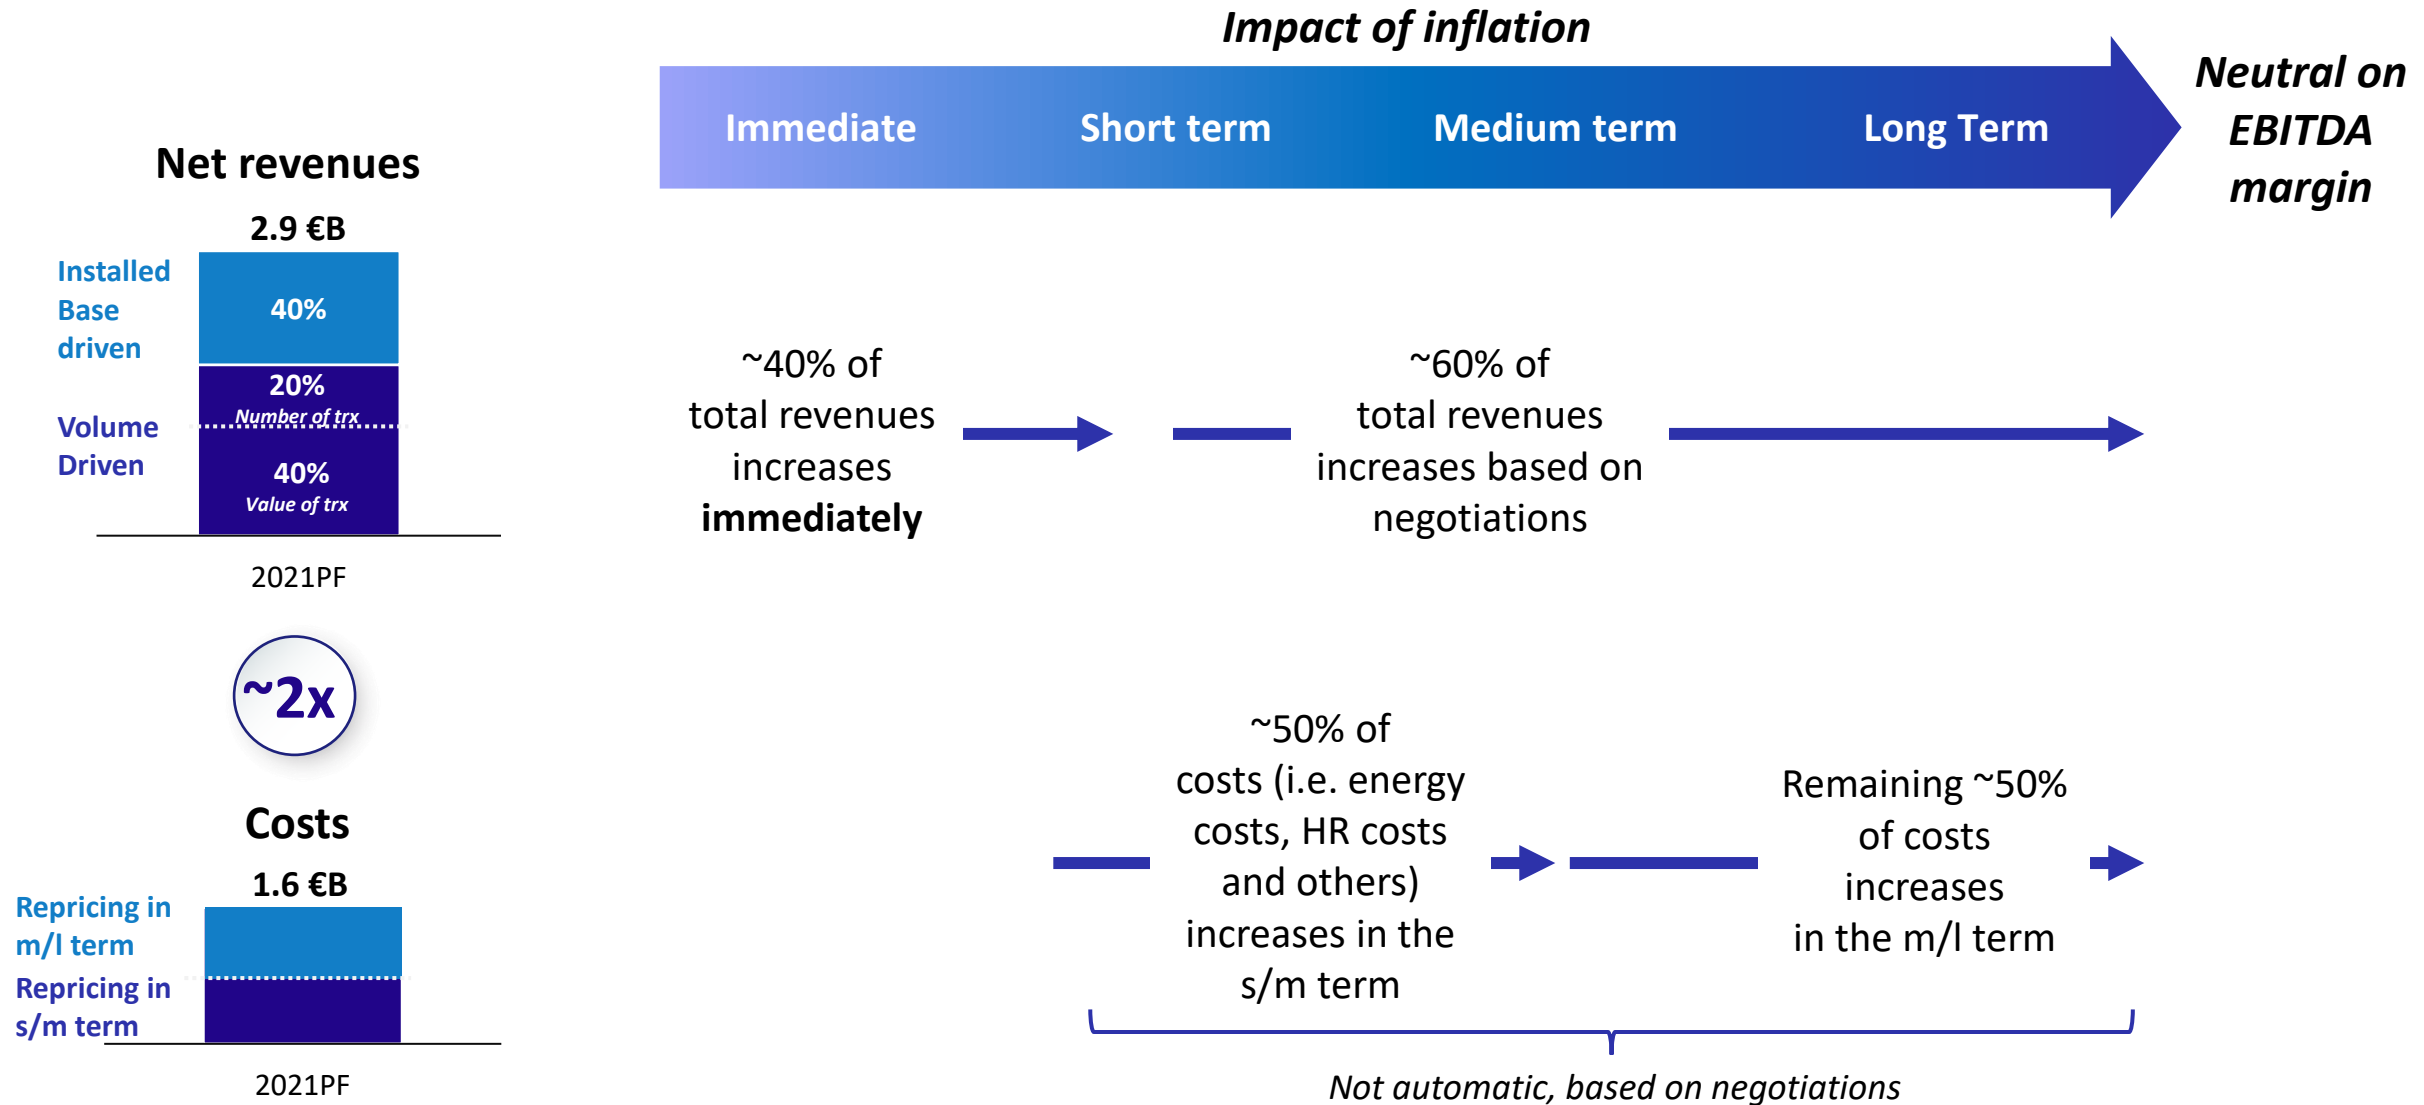 Impact of inflation
Immediate
Short term
Medium term
Long Term
Neutral on
EBITDA
margin
Net revenues
2.9 €B
Installed
Base
driven
40%
20%
Number of trx
Volume
Driven
40%
Value of trx
2021PF
~40% of
total revenues
increases
immediately
~60% of
total revenues
increases based on
negotiations
~2x
Costs
1.6 €B
Repricing in
m/l term
Repricing in
s/m term
2021PF
~50% of
costs (i.e. energy
costs, HR costs
and others)
increases in the
s/m term
Remaining ~50%
of costs
increases
in the m/l term
Not automatic, based on negotiations